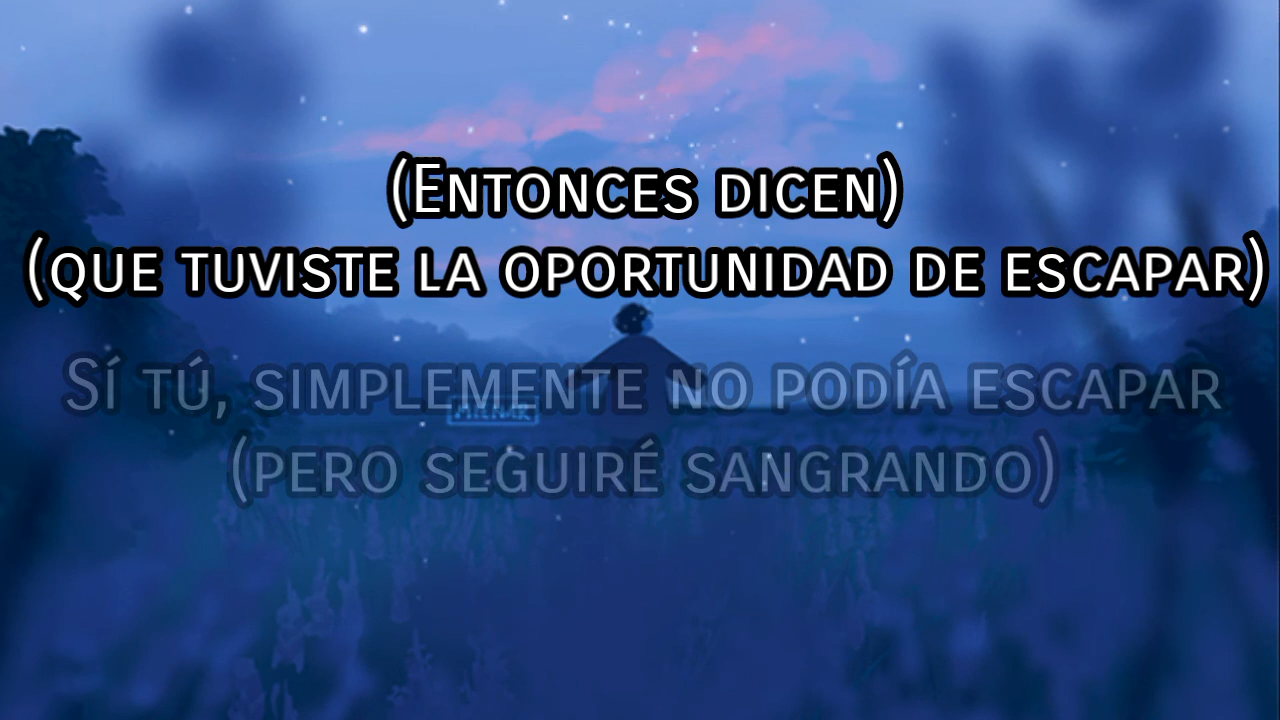 (Entonces dicen)
(que tuviste la oportunidad de escapar)
Sí tú, simplemente no podía escapar
(pero seguiré sangrando)